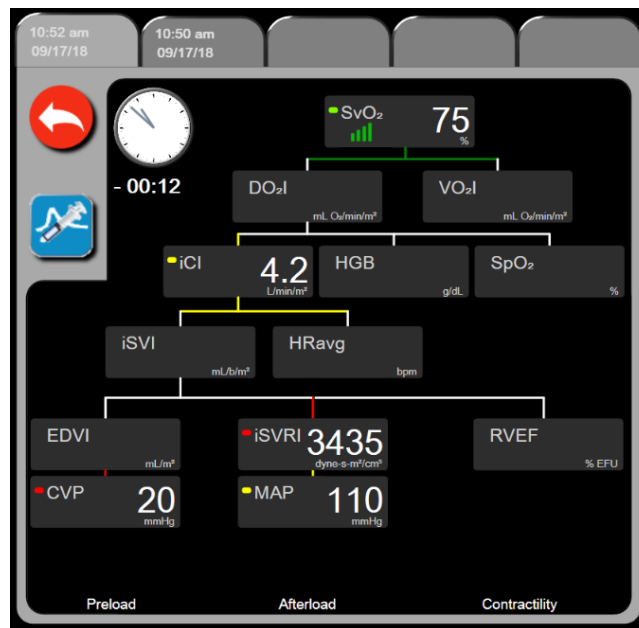 10:52 am
09/17/18
10:50 am
09/17/18
- 00:12
SvO₂
75
%
DO₂I
mL O₂/min/m²
VO₂I
mL O₂/min/m²
iCI
4.2
L/min/m²
HGB
g/dL
SpO₂
%
iSVI
mL/b/m²
HRavg
bpm
EDVI
mL/m²
iSVRI
3435
dyne-s-m²/cm⁵
RVEF
% EFU
CVP
20
mmHg
MAP
110
mmHg
Preload
Afterload
Contractility